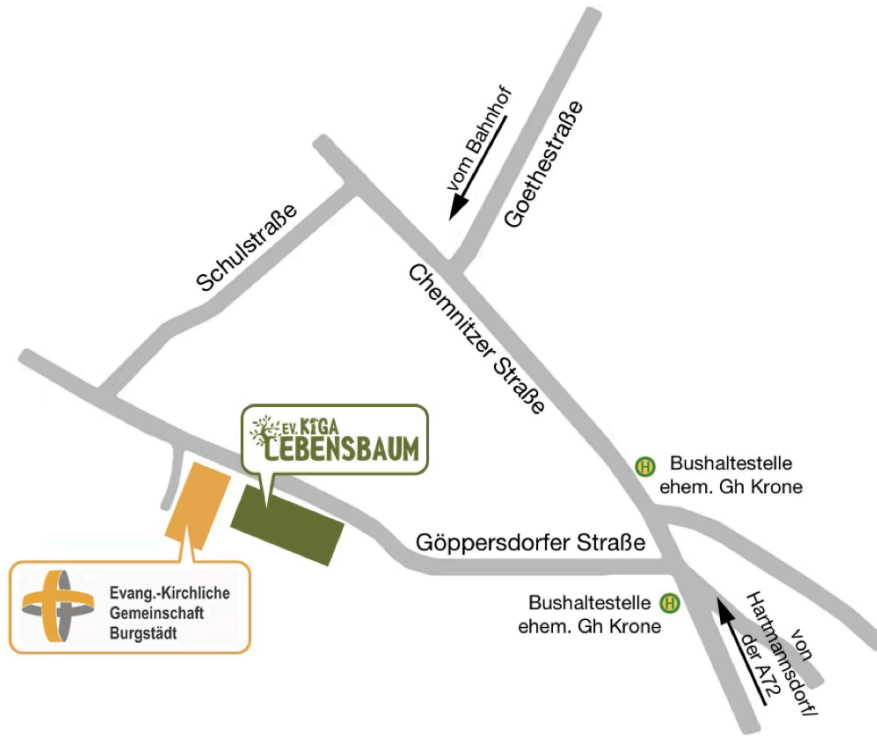 vom Bahnhof
Goethestraße
Schulstraße
Chemnitzer Straße
EV. KIGA
LEBENSBAUM
H
Bushaltestelle
ehem. Gh Krone
Göppersdorfer Straße
Evang.-Kirchliche
Gemeinschaft
Burgstädt
Bushaltestelle
ehem. Gh Krone
H
von
Hartmannsdorf/
der A72